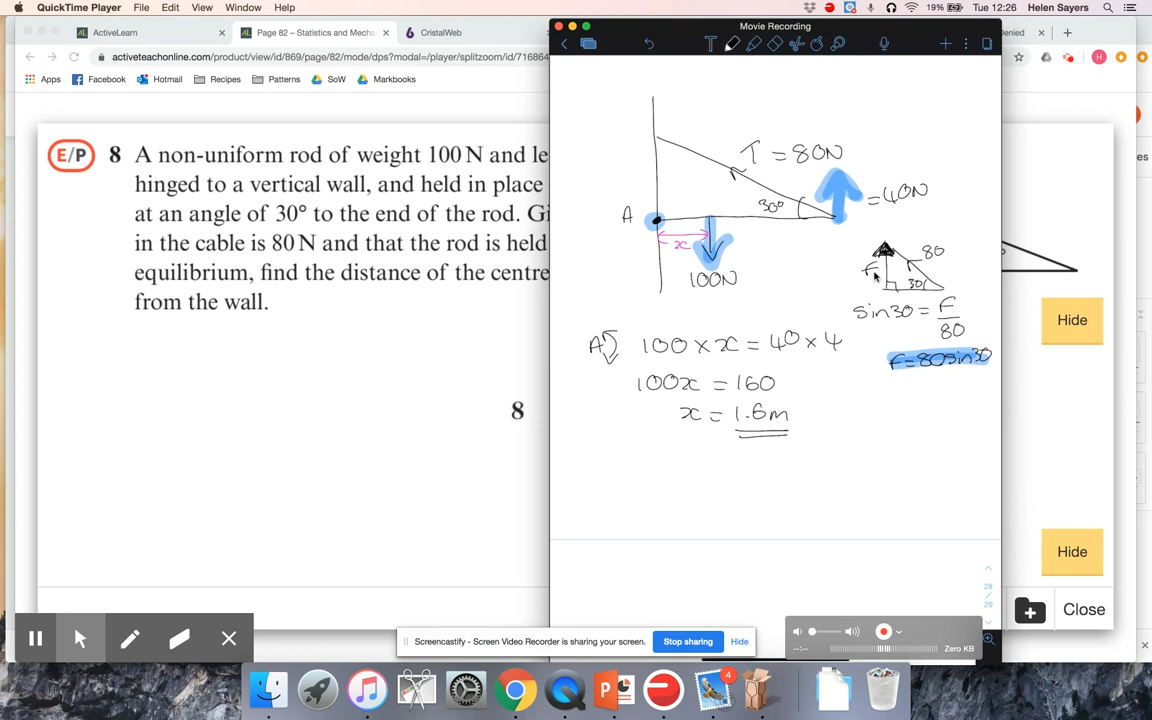 QuickTime Player File Edit View Window Help
19% Tue 12:26 Helen Sayers
ActiveLearn
Page 82 – Statistics and Mecha
CristalWeb
Denied
activeteachonline.com/product/view/id/869/page/82/mode/dps?modal=/player/splitzoom/id/716864
Apps Facebook Hotmail Recipes Patterns SoW Markbooks
Movie Recording
E/P 8 A non-uniform rod of weight 100 N and le
hinged to a vertical wall, and held in place
at an angle of 30° to the end of the rod. Gi
in the cable is 80 N and that the rod is held
equilibrium, find the distance of the centre
from the wall.
8
T = 80N
30°
= 40N
A
x
100N
80
F
30
sin30 = F/80
F = 80sin30
A 100 × x = 40 × 4
100x = 160
x = 1.6m
28
/
29
Hide
Hide
Close
Screencastify - Screen Video Recorder is sharing your screen.
Stop sharing
Hide
--:--
Zero KB
4